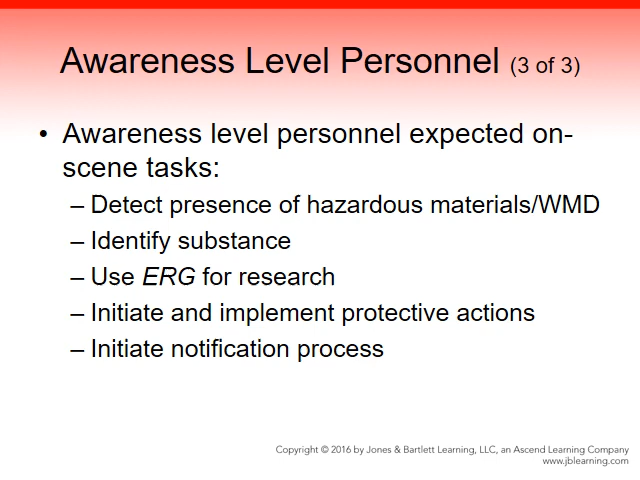 Awareness Level Personnel (3 of 3)
• Awareness level personnel expected on-
scene tasks:
– Detect presence of hazardous materials/WMD
– Identify substance
– Use ERG for research
– Initiate and implement protective actions
– Initiate notification process
Copyright © 2016 by Jones & Bartlett Learning, LLC, an Ascend Learning Company
www.jblearning.com